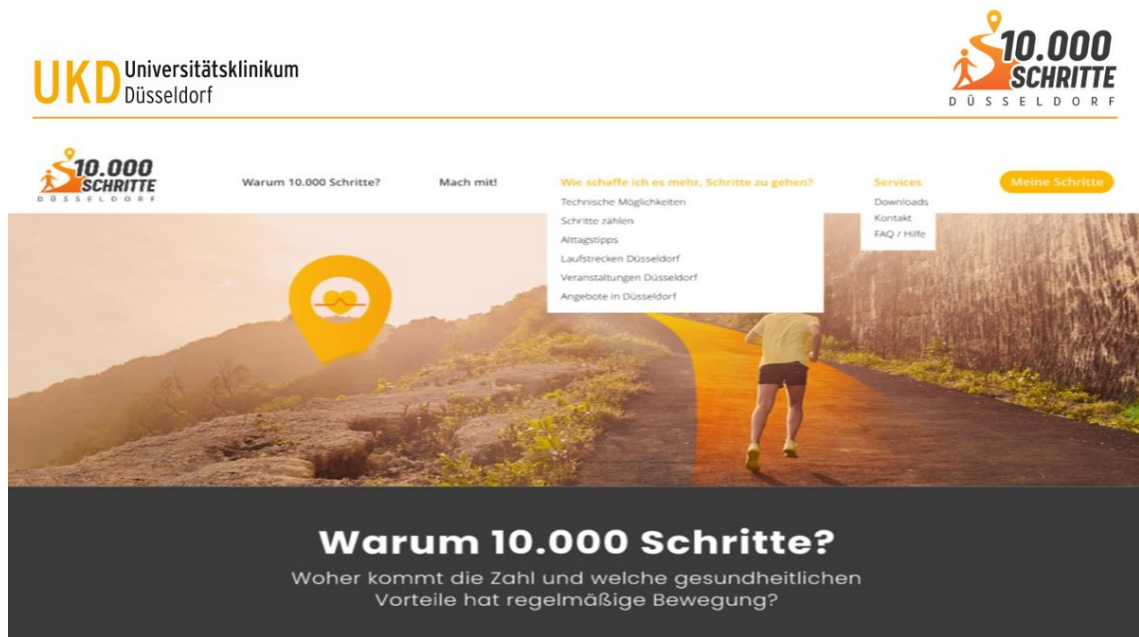 UKD Universitätsklinikum
Düsseldorf
10.000
SCHRITTE
DÜSSELDORF
10.000
SCHRITTE
DÜSSELDORF
Warum 10.000 Schritte?
Mach mit!
Wie schaffe ich es mehr, Schritte zu gehen?
Technische Möglichkeiten
Schritte zählen
Alttagstipps
Laufstrecken Düsseldorf
Veranstaltungen Düsseldorf
Angebote in Düsseldorf
Services
Downloads
Kontakt
FAQ / Hilfe
Meine Schritte
Warum 10.000 Schritte?
Woher kommt die Zahl und welche gesundheitlichen
Vorteile hat regelmäßige Bewegung?